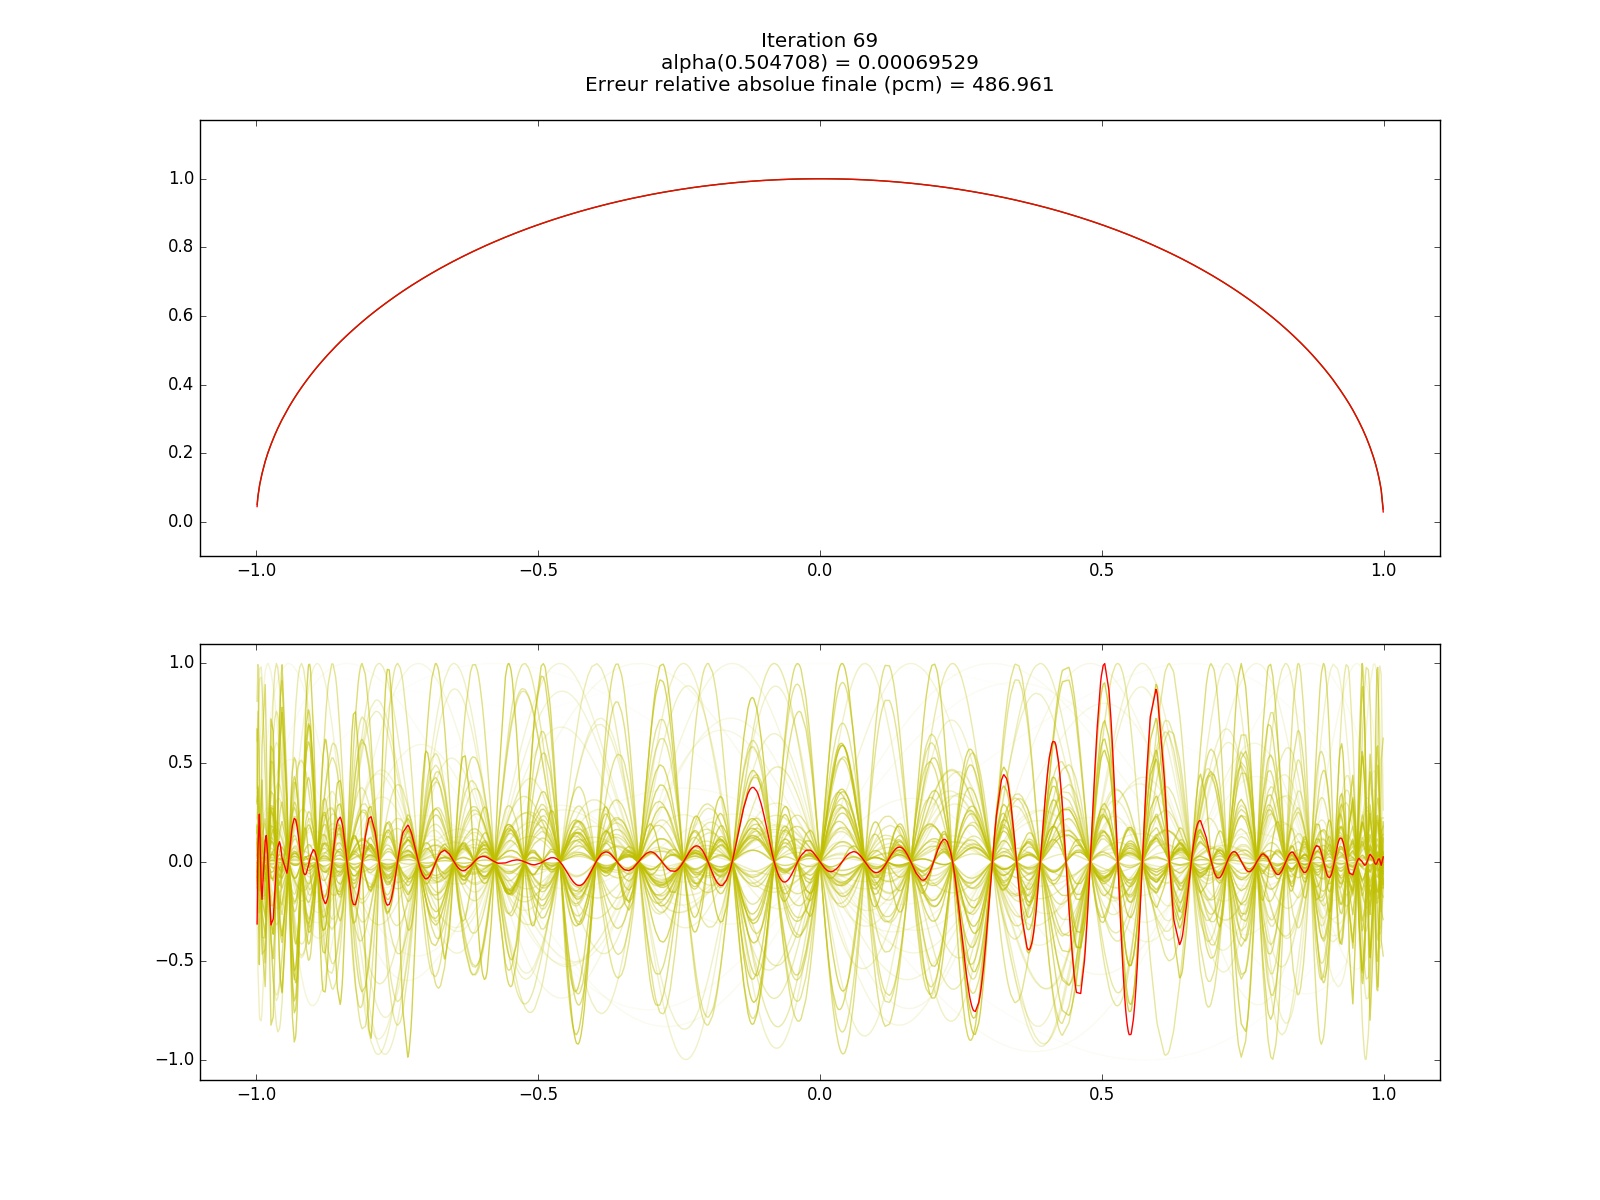 Iteration 69
alpha(0.504708) = 0.00069529
Erreur relative absolue finale (pcm) = 486.961
1.0
0.8
0.6
0.4
0.2
0.0
−1.0 −0.5 0.0 0.5 1.0
1.0
0.5
0.0
−0.5
−1.0
−1.0 −0.5 0.0 0.5 1.0